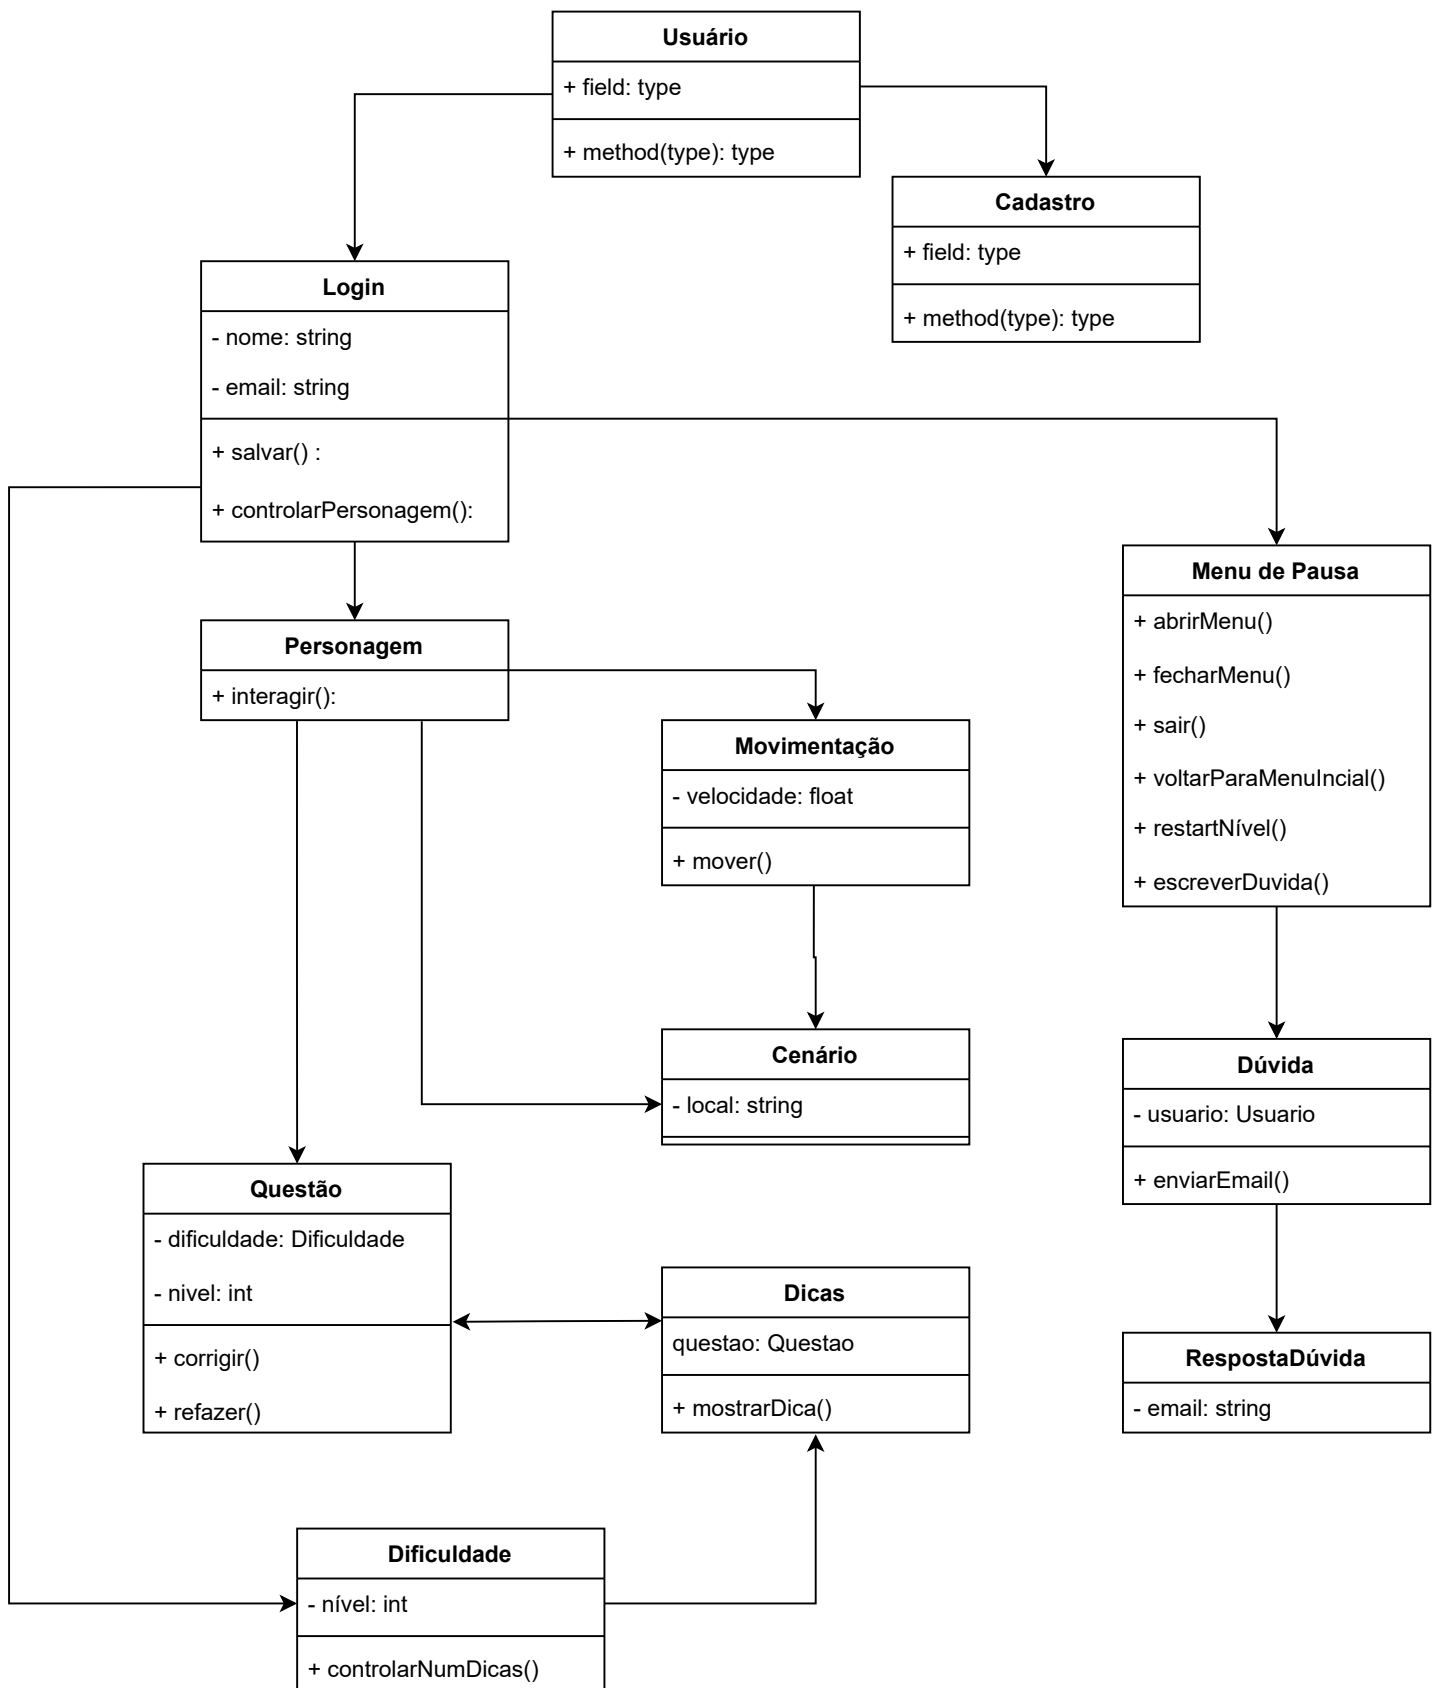 Usuário
+ field: type
+ method(type): type
Cadastro
+ field: type
+ method(type): type
Login
- nome: string
- email: string
+ salvar() :
+ controlarPersonagem():
Menu de Pausa
+ abrirMenu()
+ fecharMenu()
+ sair()
+ voltarParaMenuIncial()
+ restartNível()
+ escreverDuvida()
Personagem
+ interagir():
Movimentação
- velocidade: float
+ mover()
Cenário
- local: string
Dúvida
- usuario: Usuario
+ enviarEmail()
Questão
- dificuldade: Dificuldade
- nivel: int
+ corrigir()
+ refazer()
Dicas
questao: Questao
+ mostrarDica()
RespostaDúvida
- email: string
Dificuldade
- nível: int
+ controlarNumDicas()